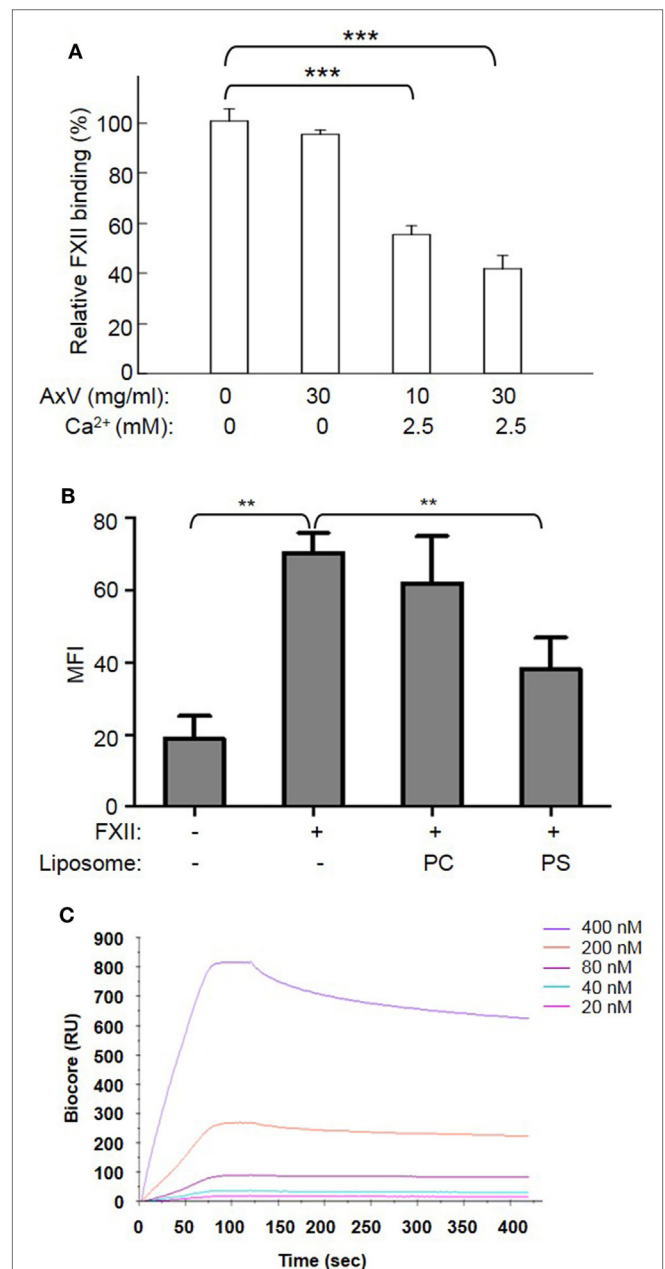 A
***
***
Relative FXII binding (%)
120
100
80
60
40
20
0
AxV (mg/ml): 0 30 10 30
Ca²⁺ (mM): 0 0 2.5 2.5
B
** **
MFI
80
60
40
20
0
FXII: - + + +
Liposome: - - PC PS
C
Biocore (RU)
900
800
700
600
500
400
300
200
100
0
0 50 100 150 200 250 300 350 400
Time (sec)
400 nM
200 nM
80 nM
40 nM
20 nM